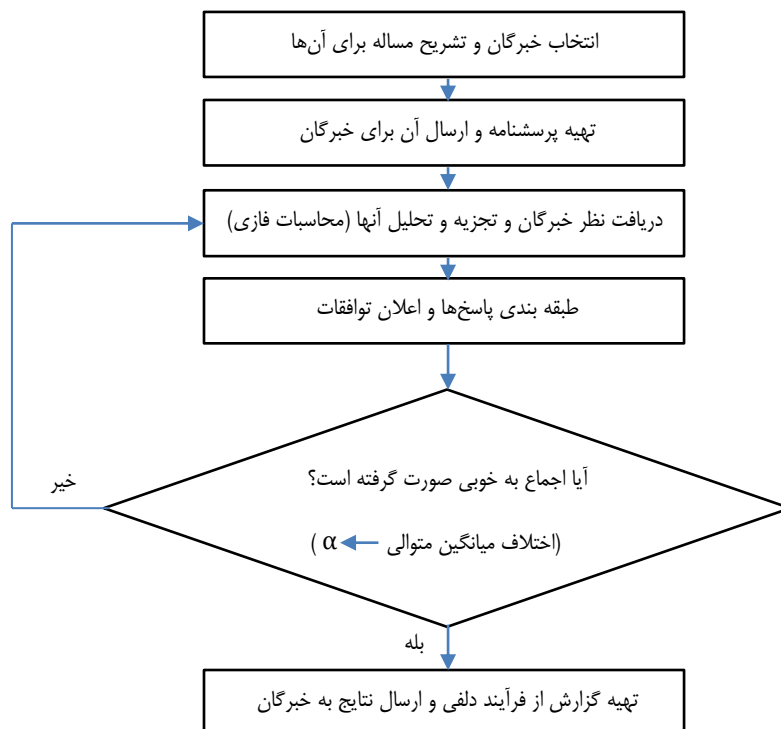 انتخاب خبرگان و تشریح مساله برای آن‌ها
تهیه پرسشنامه و ارسال آن برای خبرگان
دریافت نظر خبرگان و تجزیه و تحلیل آنها (محاسبات فازی)
طبقه بندی پاسخ‌ها و اعلان توافقات
آیا اجماع به خوبی صورت گرفته است؟
خیر
(اختلاف میانگین متوالی ← α )
بله
تهیه گزارش از فرآیند دلفی و ارسال نتایج به خبرگان